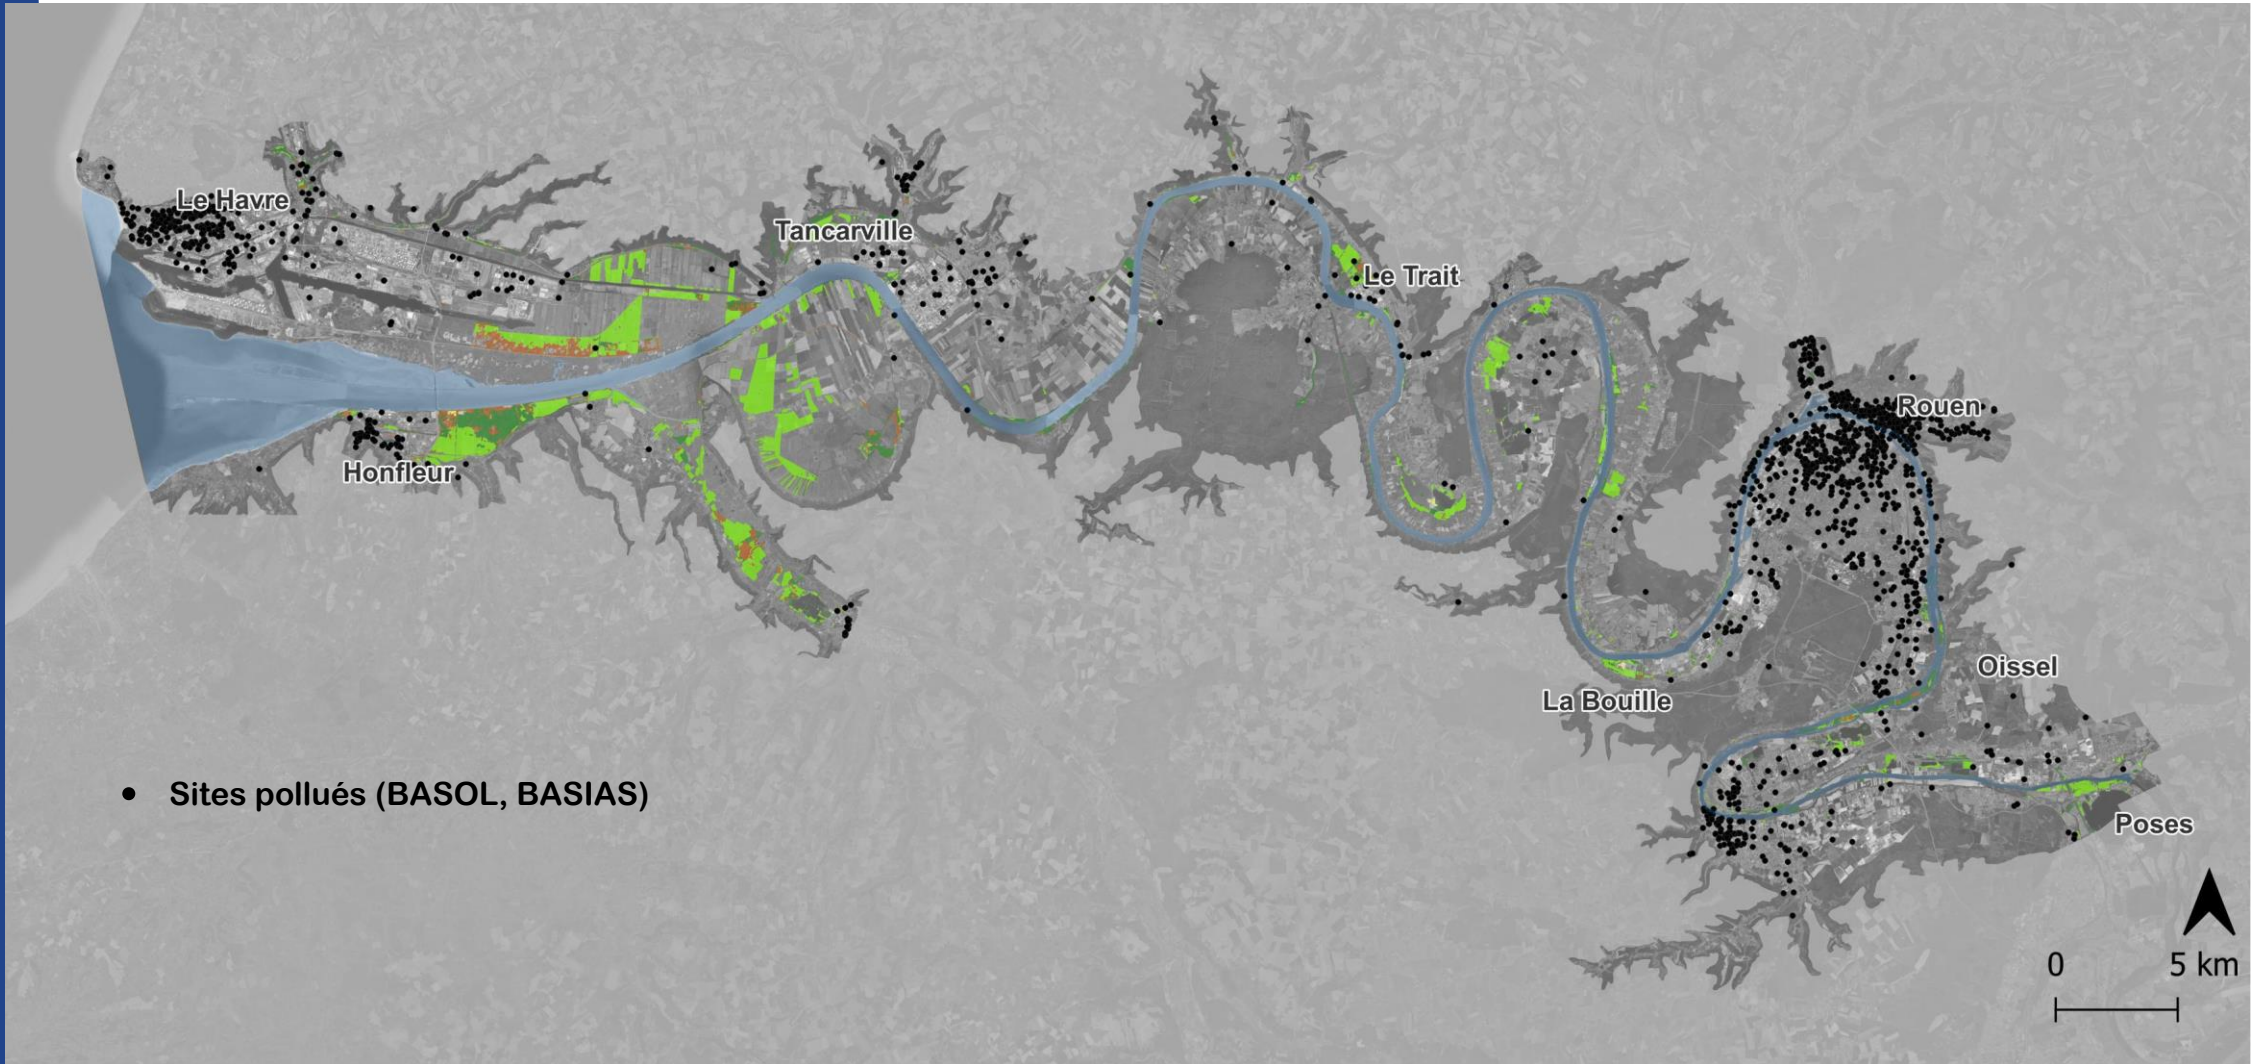 Le Havre
Tancarville
Le Trait
Rouen
Honfleur
Oissel
La Bouille
Sites pollués (BASOL, BASIAS)
Poses
0 5 km